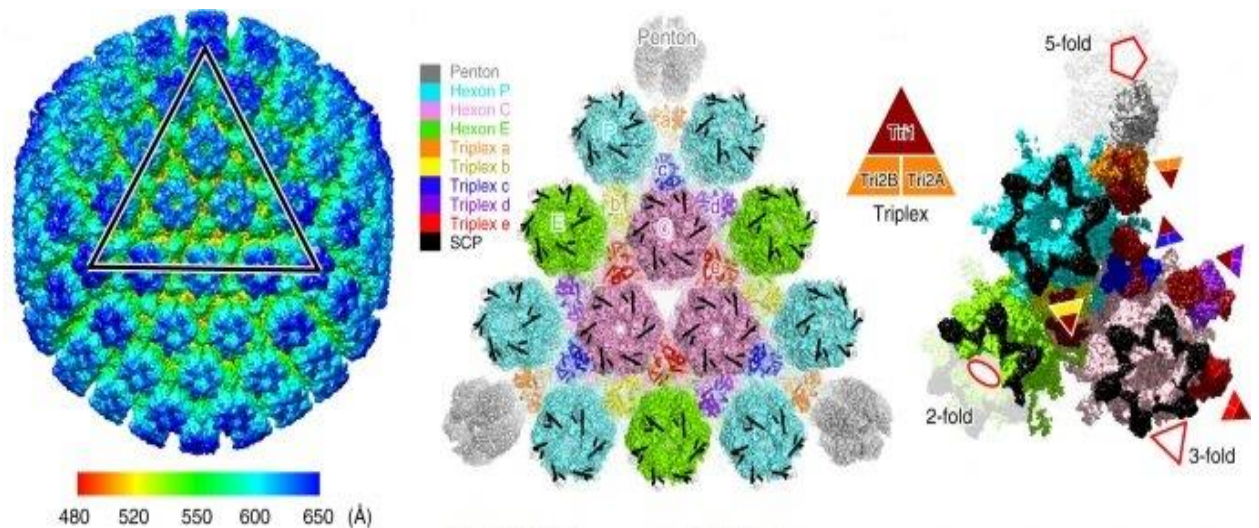 480 520 550 600 650 (Å)
Penton
Hexon P
Hexon C
Hexon E
Triplex a
Triplex b
Triplex c
Triplex d
Triplex e
SCP
Penton
P
a
c
b
d
E
C
e
Tri1
Tri2B Tri2A
Triplex
5-fold
2-fold
3-fold